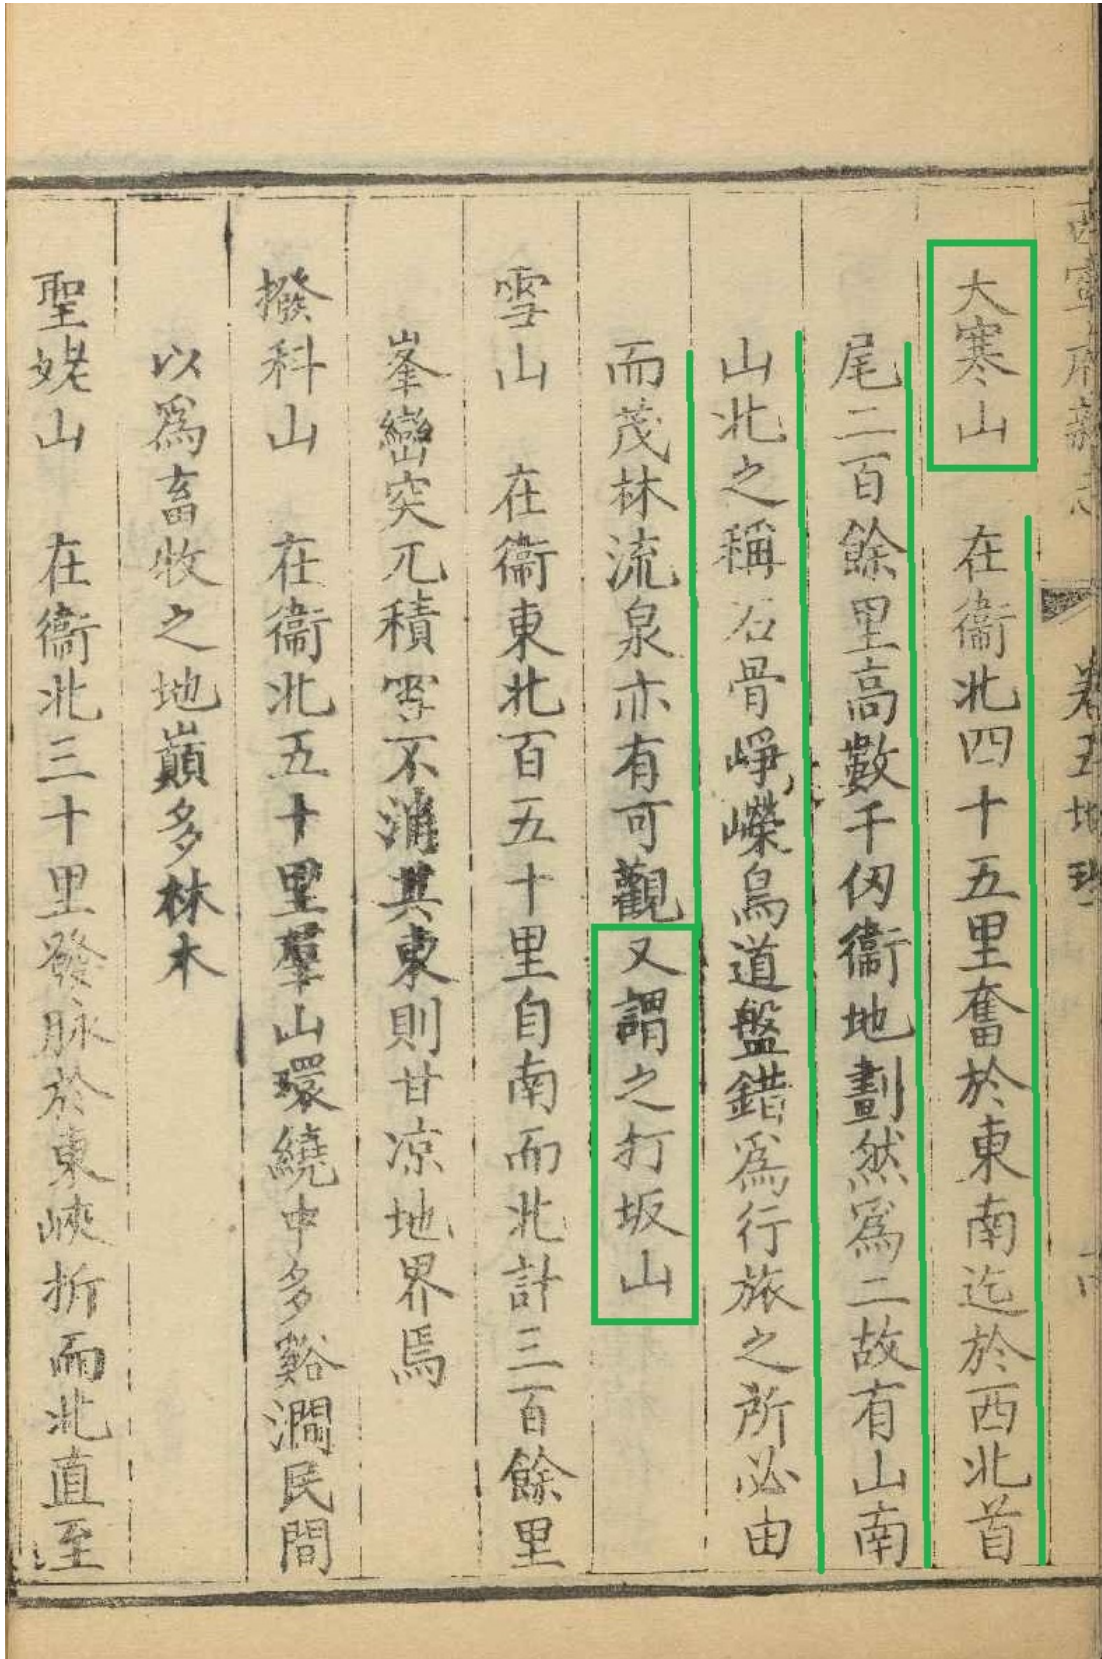 大寒山　在衞北四十五里奮於東南迄於西北首
尾二百餘里高數千仞衞地劃然爲二故有山南
山北之稱石骨崢嶸鳥道盤錯爲行旅之所必由
而茂林流泉亦有可觀又謂之打坂山
雪山　在衞東北百五十里自南而北計三百餘里
峯巒突兀積雪不消其東則甘凉地界焉
撥科山　在衞北五十里羣山環繞中多谿澗民間
以爲畜牧之地巔多林木
聖姥山　在衞北三十里發脉於東峽折而北直至